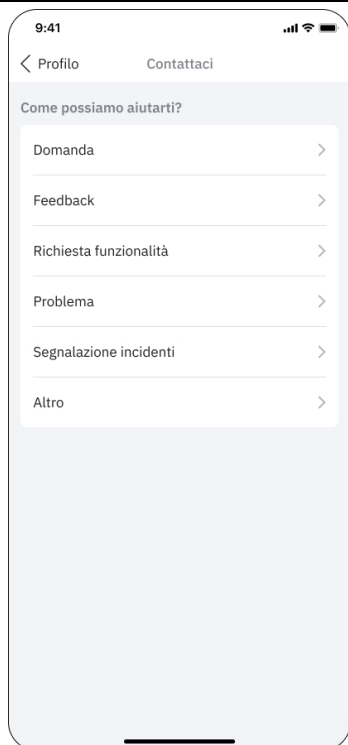 9:41
Profilo
Contattaci
Come possiamo aiutarti?
Domanda
Feedback
Richiesta funzionalità
Problema
Segnalazione incidenti
Altro